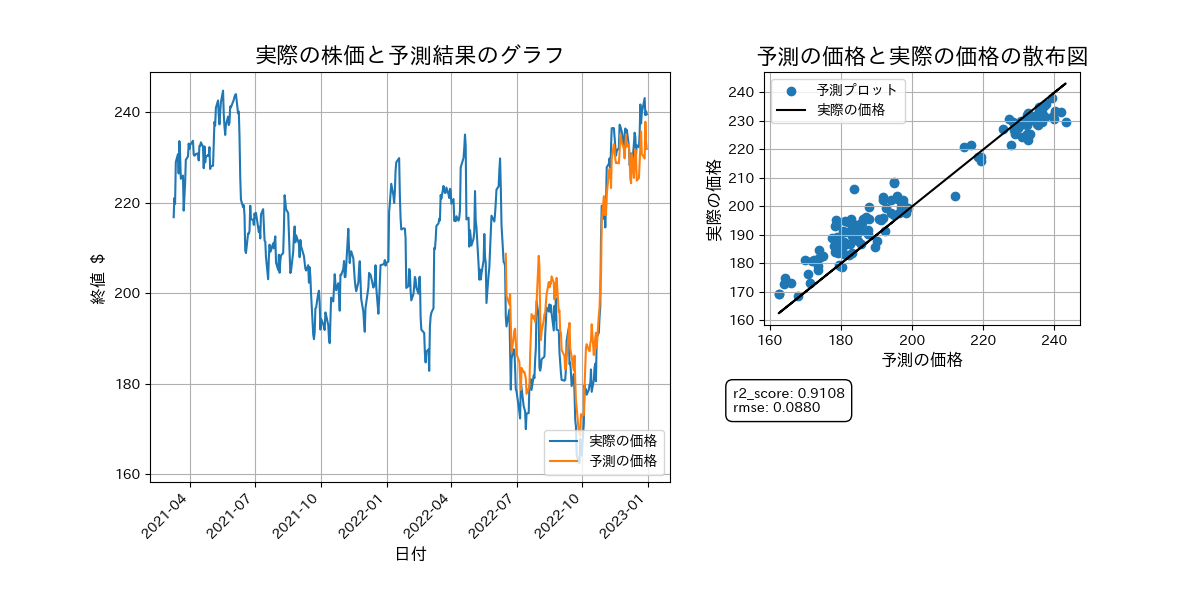 実際の株価と予測結果のグラフ
終値 $
240
220
200
180
160
2021-04
2021-07
2021-10
2022-01
2022-04
2022-07
2022-10
2023-01
日付
実際の価格
予測の価格
予測の価格と実際の価格の散布図
実際の価格
240
230
220
210
200
190
180
170
160
160
180
200
220
240
予測の価格
予測プロット
実際の価格
r2_score: 0.9108
rmse: 0.0880